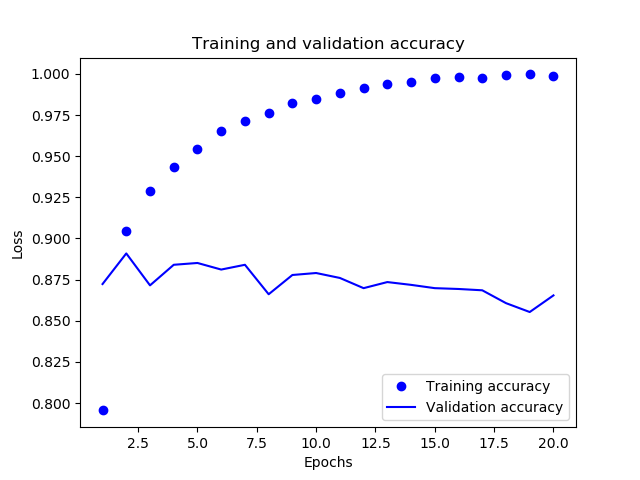 Training and validation accuracy
1.000
0.975
0.950
0.925
0.900
0.875
0.850
0.825
0.800
Loss
Training accuracy
Validation accuracy
2.5 5.0 7.5 10.0 12.5 15.0 17.5 20.0
Epochs